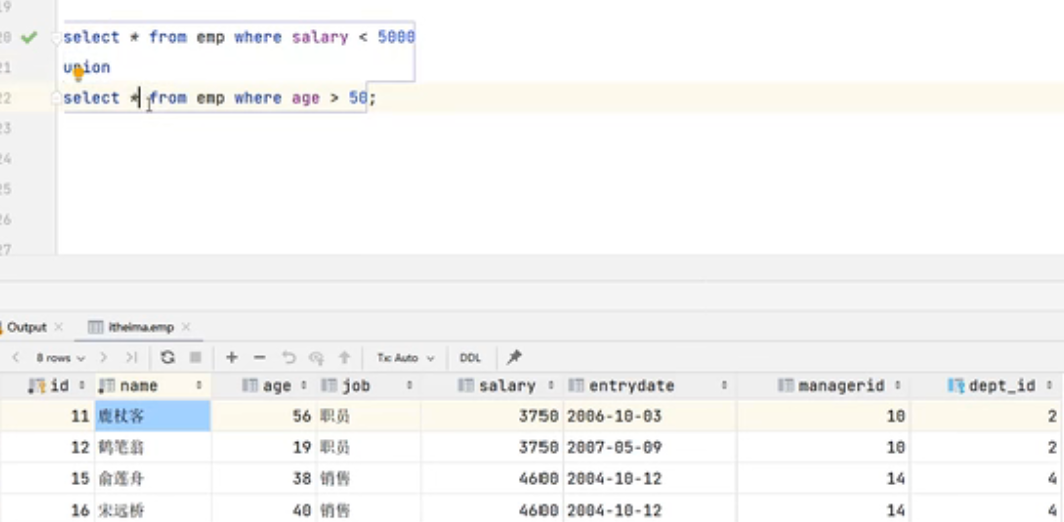 19
20 select * from emp where salary < 5000
21 union
22 select * from emp where age > 50;
23
24
25
26
27
Output itheima.emp
8 rows Tx: Auto DDL
id name age job salary entrydate managerid dept_id
11 鹿杖客 56 职员 3750 2006-10-03 10 2
12 鹤笔翁 19 职员 3750 2007-05-09 10 2
15 俞莲舟 38 销售 4600 2004-10-12 14 4
16 宋远桥 40 销售 4600 2004-10-12 14 4